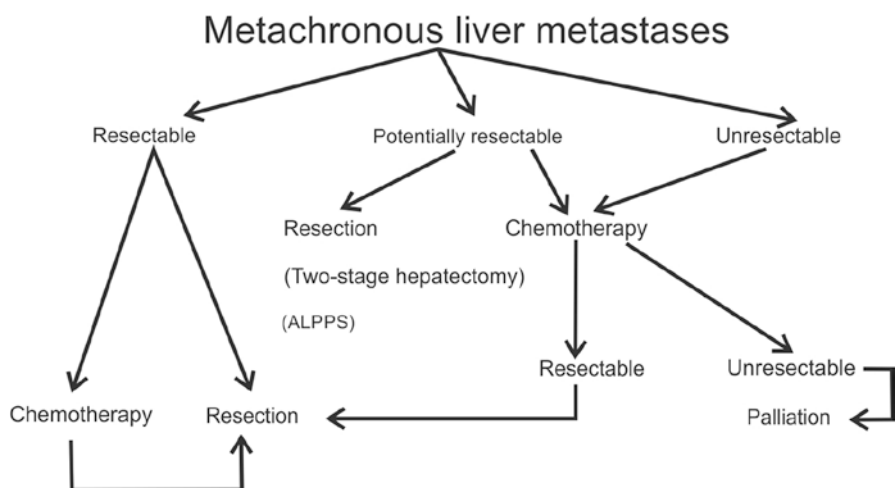 Metachronous liver metastases
Resectable
Potentially resectable
Unresectable
Resection
Chemotherapy
(Two-stage hepatectomy)
(ALPPS)
Resectable
Unresectable
Chemotherapy
Resection
Palliation